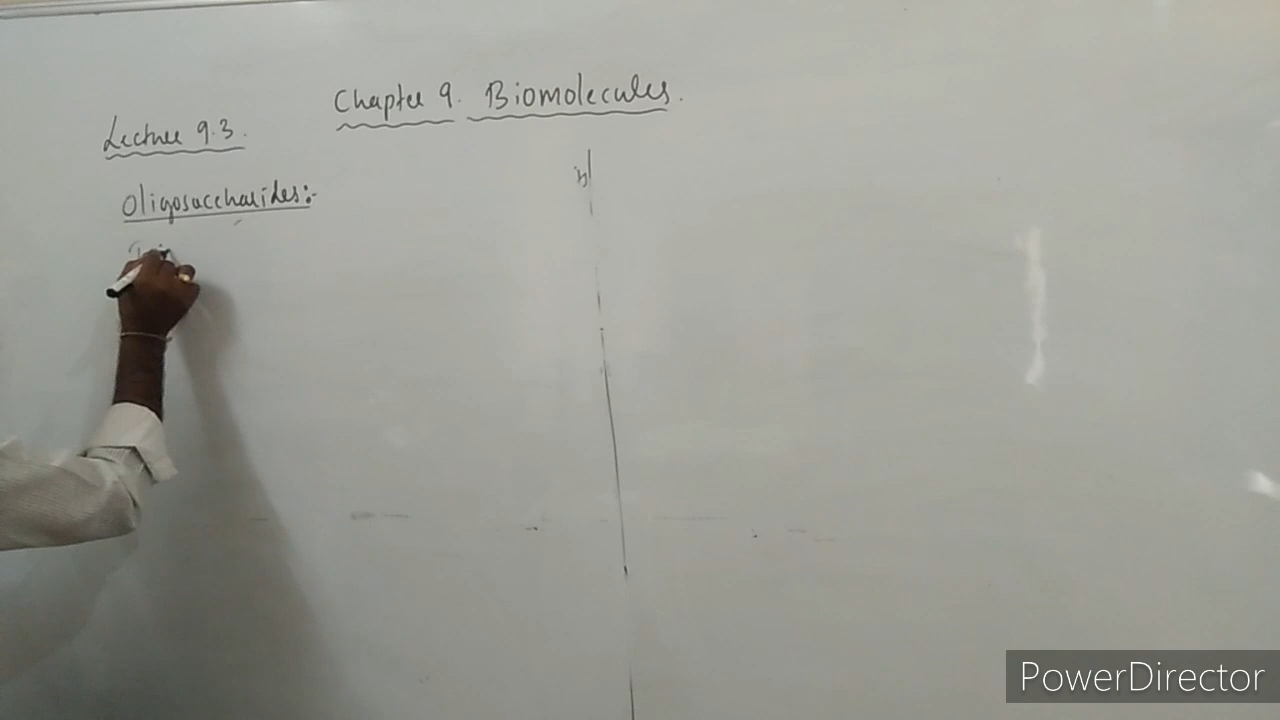 Chapter 9. Biomolecules.
Lecture 9.3.
Oligosaccharides:-
PowerDirector